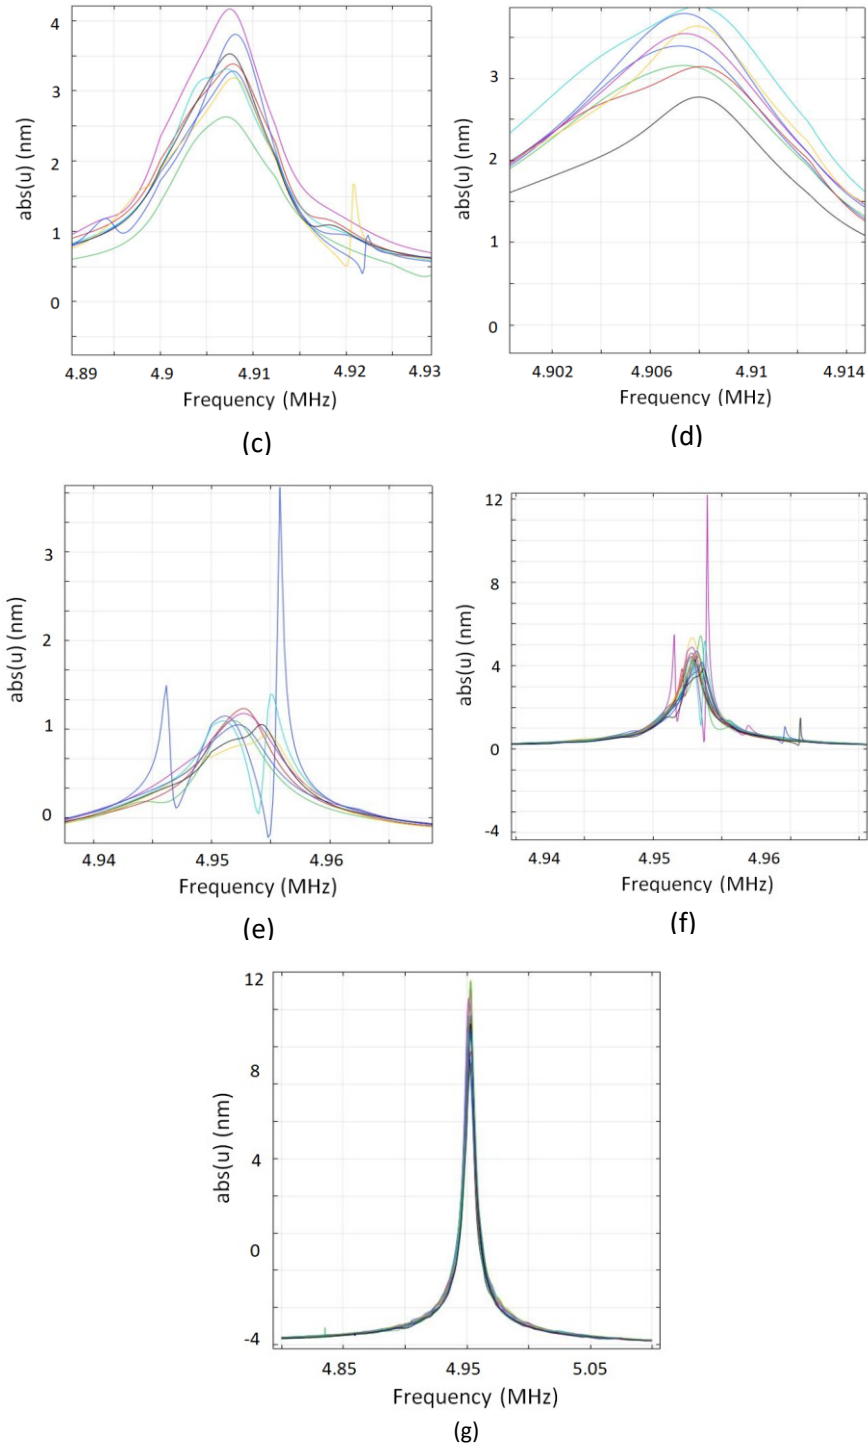 4
3
2
1
0
abs(u) (nm)
4.89
4.9
4.91
4.92
4.93
Frequency (MHz)
(c)
3
2
1
0
abs(u) (nm)
4.902
4.906
4.91
4.914
Frequency (MHz)
(d)
3
2
1
0
abs(u) (nm)
4.94
4.95
4.96
Frequency (MHz)
(e)
12
8
4
0
-4
abs(u) (nm)
4.94
4.95
4.96
Frequency (MHz)
(f)
12
8
4
0
-4
abs(u) (nm)
4.85
4.95
5.05
Frequency (MHz)
(g)